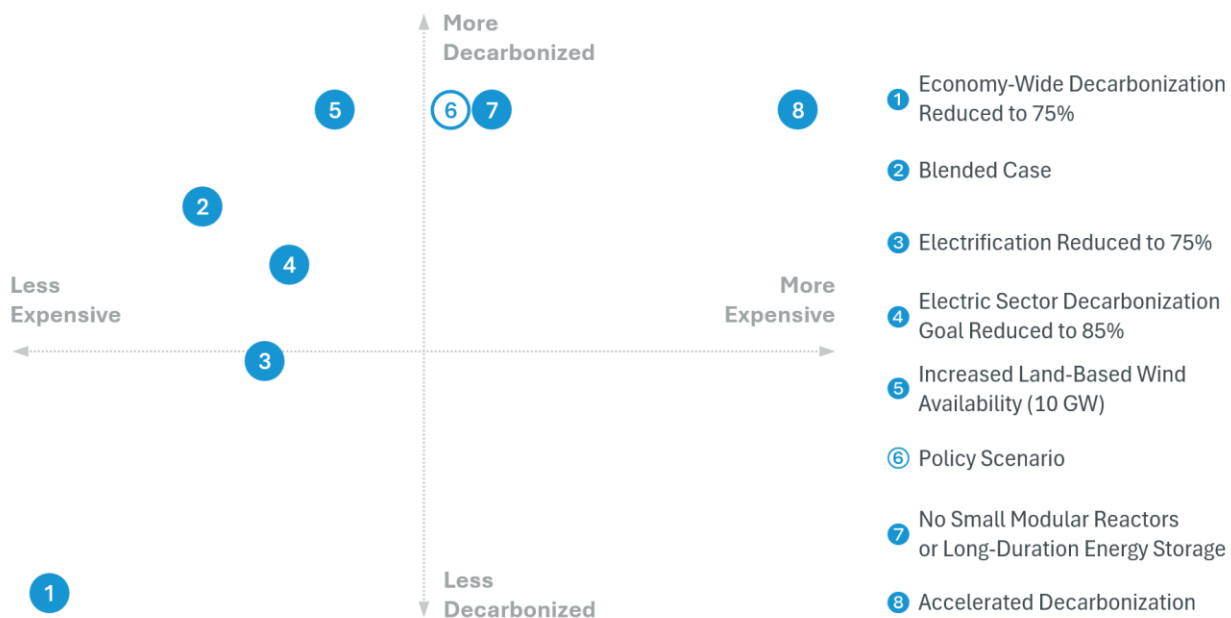 More
Decarbonized
5
6
7
8
2
4
Less
Expensive
More
Expensive
3
Less
Decarbonized
1
1 Economy-Wide Decarbonization
Reduced to 75%
2 Blended Case
3 Electrification Reduced to 75%
4 Electric Sector Decarbonization
Goal Reduced to 85%
5 Increased Land-Based Wind
Availability (10 GW)
6 Policy Scenario
7 No Small Modular Reactors
or Long-Duration Energy Storage
8 Accelerated Decarbonization